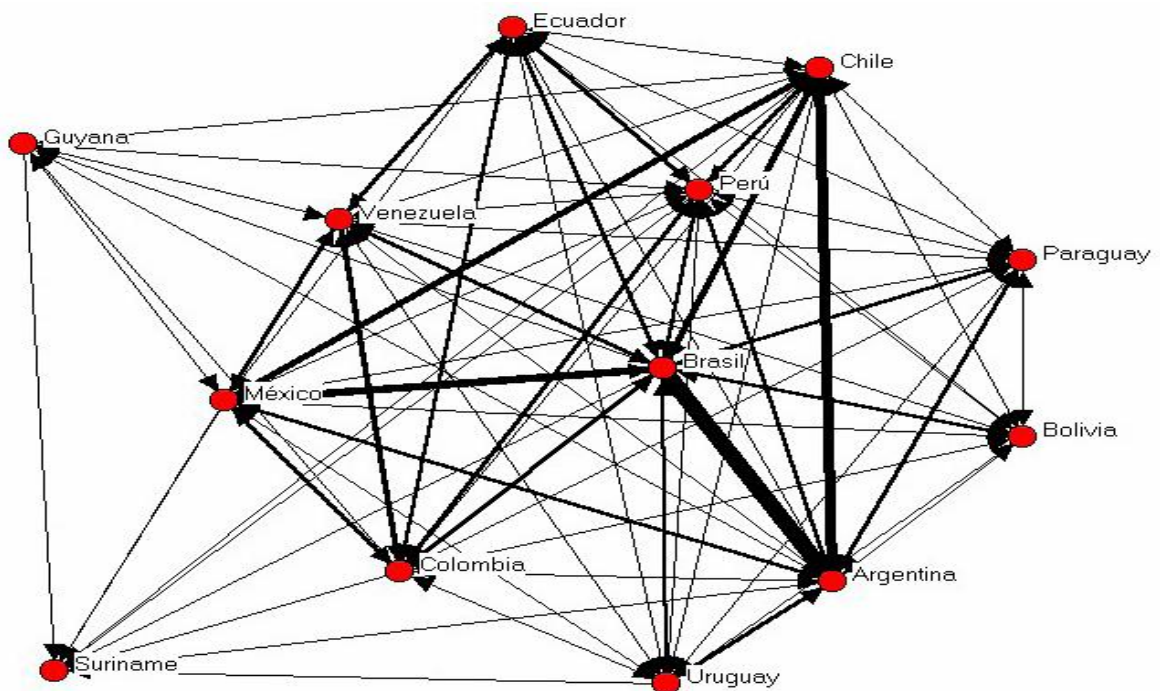 Ecuador
Chile
Guyana
Perú
Venezuela
Paraguay
Brasil
México
Bolivia
Colombia
Argentina
Suriname
Uruguay